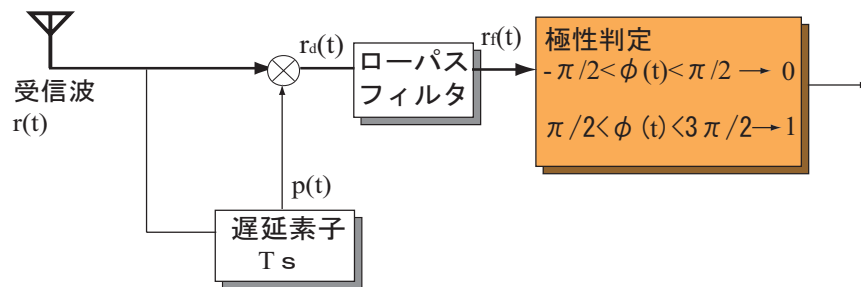 受信波
r(t)
rd(t)
ローパス
フィルタ
rf(t)
極性判定
-π/2<φ(t)<π/2 → 0
π/2<φ(t)<3π/2→1
p(t)
遅延素子
Tｓ